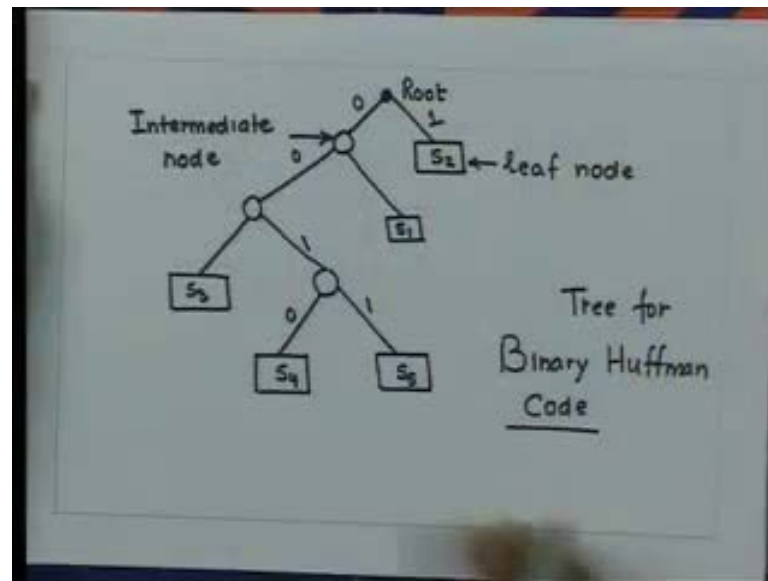 0 Root
1
Intermediate
node
0
S2 ← leaf node
S1
1
S3
0 1
S4 S5
Tree for
Binary Huffman
Code